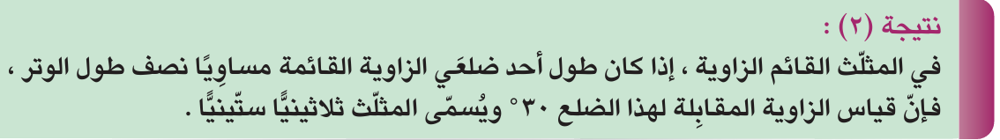 نتيجة (٢) :
في المثلّث القائم الزاوية ، إذا كان طول أحد ضلعَي الزاوية القائمة مساوِيًا نصف طول الوتر ،
فإنّ قياس الزاوية المقابِلة لهذا الضلع ٣٠° ويُسمّى المثلّث ثلاثينيًّا ستّينيًّا .